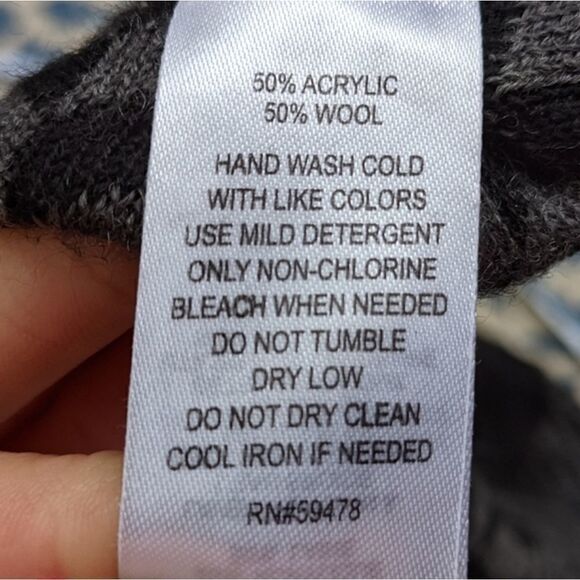 50% ACRYLIC
50% WOOL
HAND WASH COLD
WITH LIKE COLORS
USE MILD DETERGENT
ONLY NON-CHLORINE
BLEACH WHEN NEEDED
DO NOT TUMBLE
DRY LOW
DO NOT DRY CLEAN
COOL IRON IF NEEDED
RN#59478